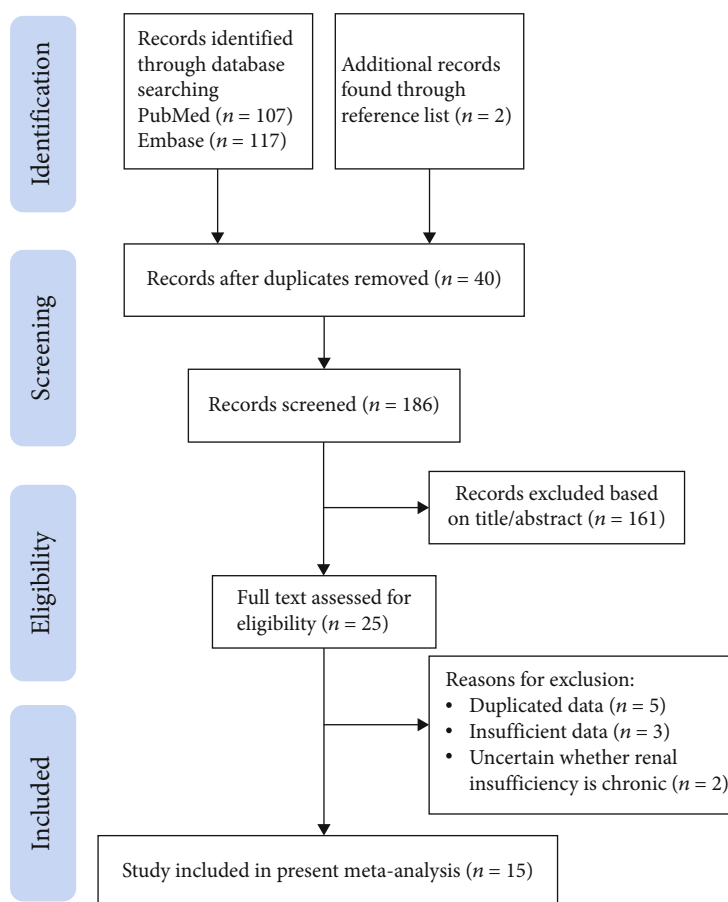 Identification
Records identified
through database
searching
PubMed (n = 107)
Embase (n = 117)
Additional records
found through
reference list (n = 2)
Screening
Records after duplicates removed (n = 40)
Records screened (n = 186)
Eligibility
Records excluded based
on title/abstract (n = 161)
Full text assessed for
eligibility (n = 25)
Included
Reasons for exclusion:
• Duplicated data (n = 5)
• Insufficient data (n = 3)
• Uncertain whether renal
insufficiency is chronic (n = 2)
Study included in present meta-analysis (n = 15)